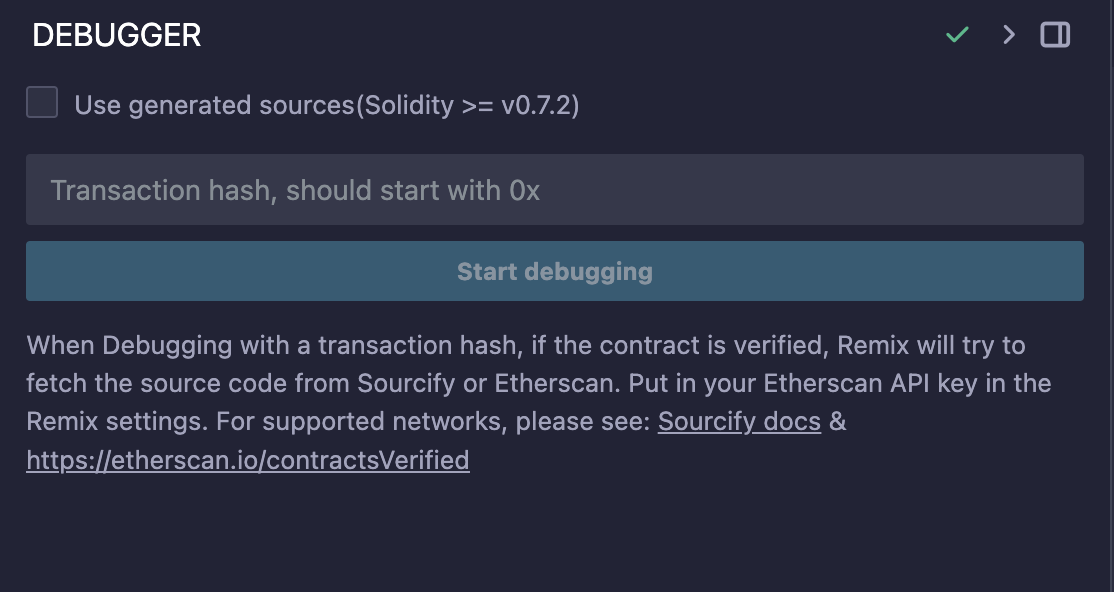 DEBUGGER
Use generated sources(Solidity >= v0.7.2)
Transaction hash, should start with 0x
Start debugging
When Debugging with a transaction hash, if the contract is verified, Remix will try to
fetch the source code from Sourcify or Etherscan. Put in your Etherscan API key in the
Remix settings. For supported networks, please see: Sourcify docs &
https://etherscan.io/contractsVerified